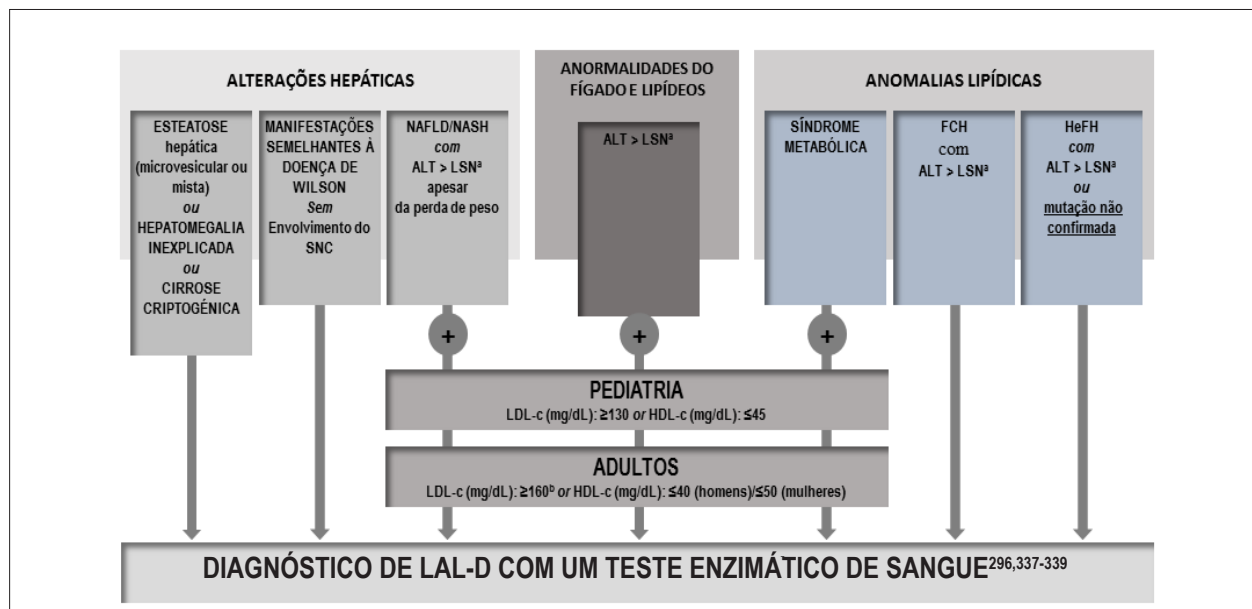 ALTERAÇÕES HEPÁTICAS
ESTEATOSE
hepática
(microvesicular ou
mista)
ou
HEPATOMEGALIA
INEXPLICADA
ou
CIRROSE
CRIPTOGÉNICA
MANIFESTAÇÕES
SEMELHANTES À
DOENÇA DE
WILSON
Sem
Envolvimento do
SNC
NAFLD/NASH
com
ALT > LSNª
apesar
da perda de peso
ANORMALIDADES DO
FÍGADO E LIPÍDEOS
ALT > LSNª
ANOMALIAS LIPÍDICAS
SÍNDROME
METABÓLICA
FCH
com
ALT > LSNª
HeFH
com
ALT > LSNª
ou
mutação não
confirmada
+
+
+
PEDIATRIA
LDL-c (mg/dL): ≥130 or HDL-c (mg/dL): ≤45
ADULTOS
LDL-c (mg/dL): ≥160ᵇ or HDL-c (mg/dL): ≤40 (homens)/≤50 (mulheres)
DIAGNÓSTICO DE LAL-D COM UM TESTE ENZIMÁTICO DE SANGUE²⁹⁶,³³⁷⁻³³⁹